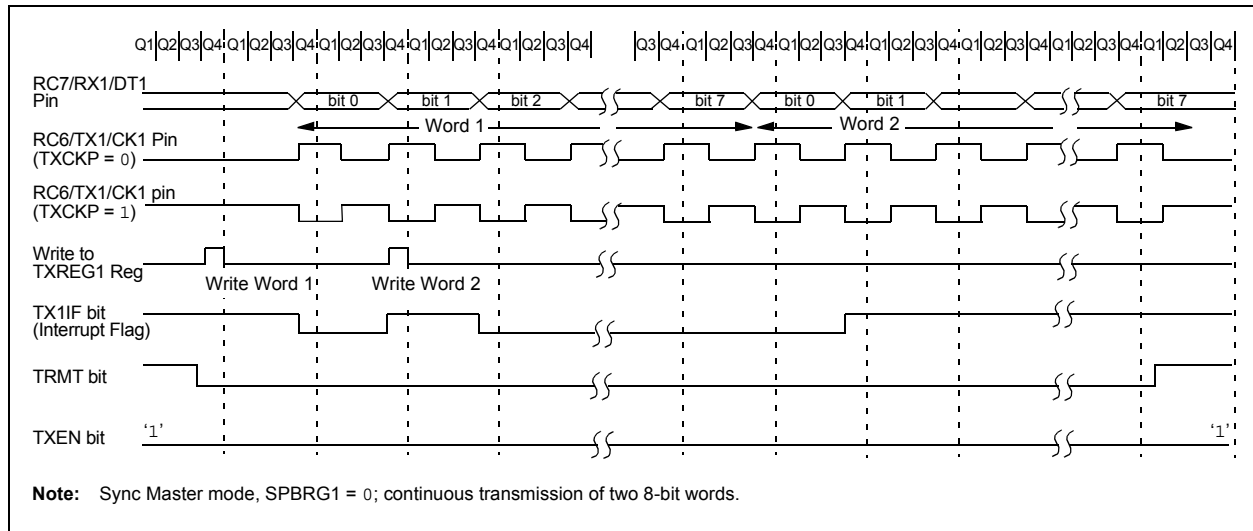 Q1 Q2 Q3 Q4 Q1 Q2 Q3 Q4 Q1 Q2 Q3 Q4 Q1 Q2 Q3 Q4 Q1 Q2 Q3 Q4 Q3 Q4 Q1 Q2 Q3 Q4 Q1 Q2 Q3 Q4 Q1 Q2 Q3 Q4 Q1 Q2 Q3 Q4 Q1 Q2 Q3 Q4 Q1 Q2 Q3 Q4
RC7/RX1/DT1
Pin
bit 0 bit 1 bit 2 bit 7 bit 0 bit 1 bit 7
Word 1 Word 2
RC6/TX1/CK1 Pin
(TXCKP = 0)
RC6/TX1/CK1 pin
(TXCKP = 1)
Write to
TXREG1 Reg
Write Word 1 Write Word 2
TX1IF bit
(Interrupt Flag)
TRMT bit
TXEN bit
‘1’ ‘1’
Note: Sync Master mode, SPBRG1 = 0; continuous transmission of two 8-bit words.